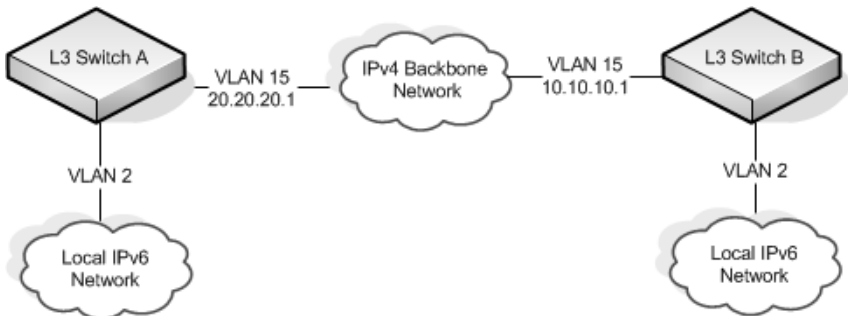 L3 Switch A
VLAN 15
20.20.20.1
IPv4 Backbone
Network
VLAN 15
10.10.10.1
L3 Switch B
VLAN 2
VLAN 2
Local IPv6
Network
Local IPv6
Network